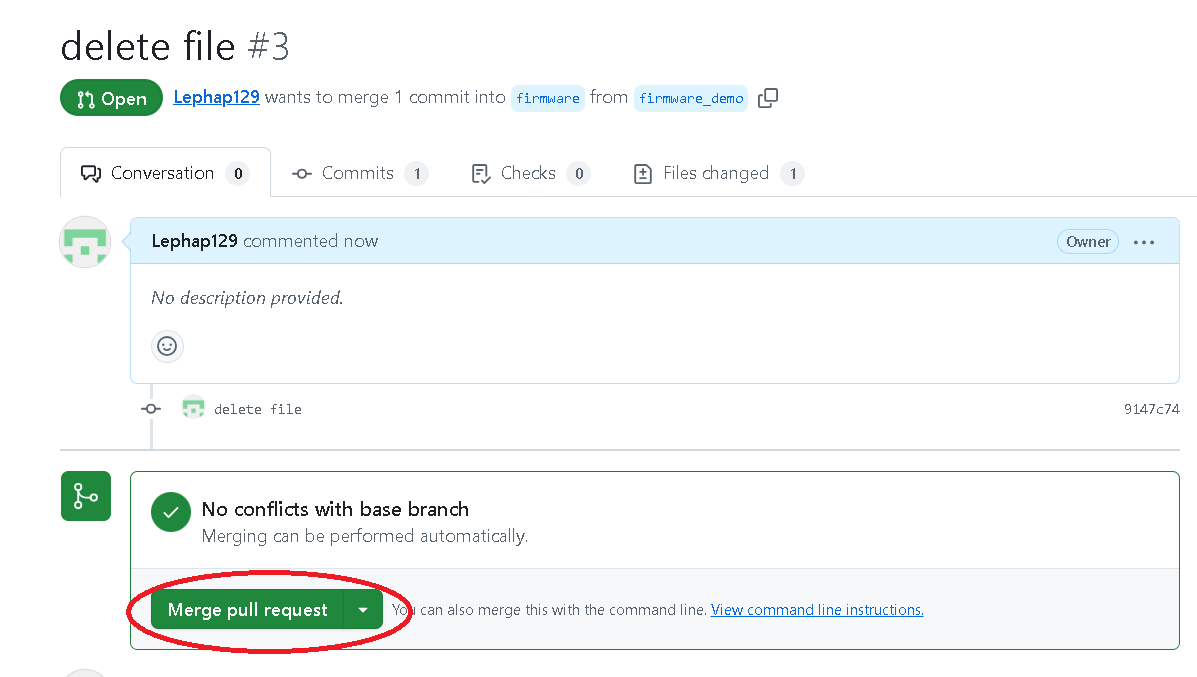 delete file #3
Open Lephap129 wants to merge 1 commit into firmware from firmware_demo
Conversation 0 Commits 1 Checks 0 Files changed 1
Lephap129 commented now Owner
No description provided.
delete file 9147c74
No conflicts with base branch
Merging can be performed automatically.
Merge pull request You can also merge this with the command line. View command line instructions.